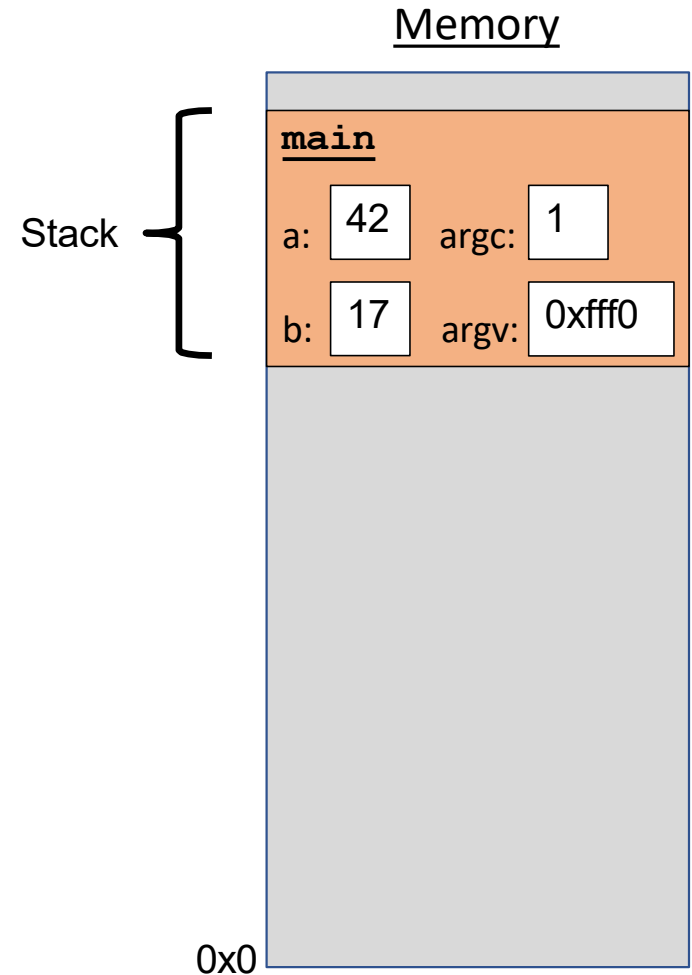 Memory
main
Stack
a: 42 argc: 1
b: 17 argv: 0xfff0
0x0